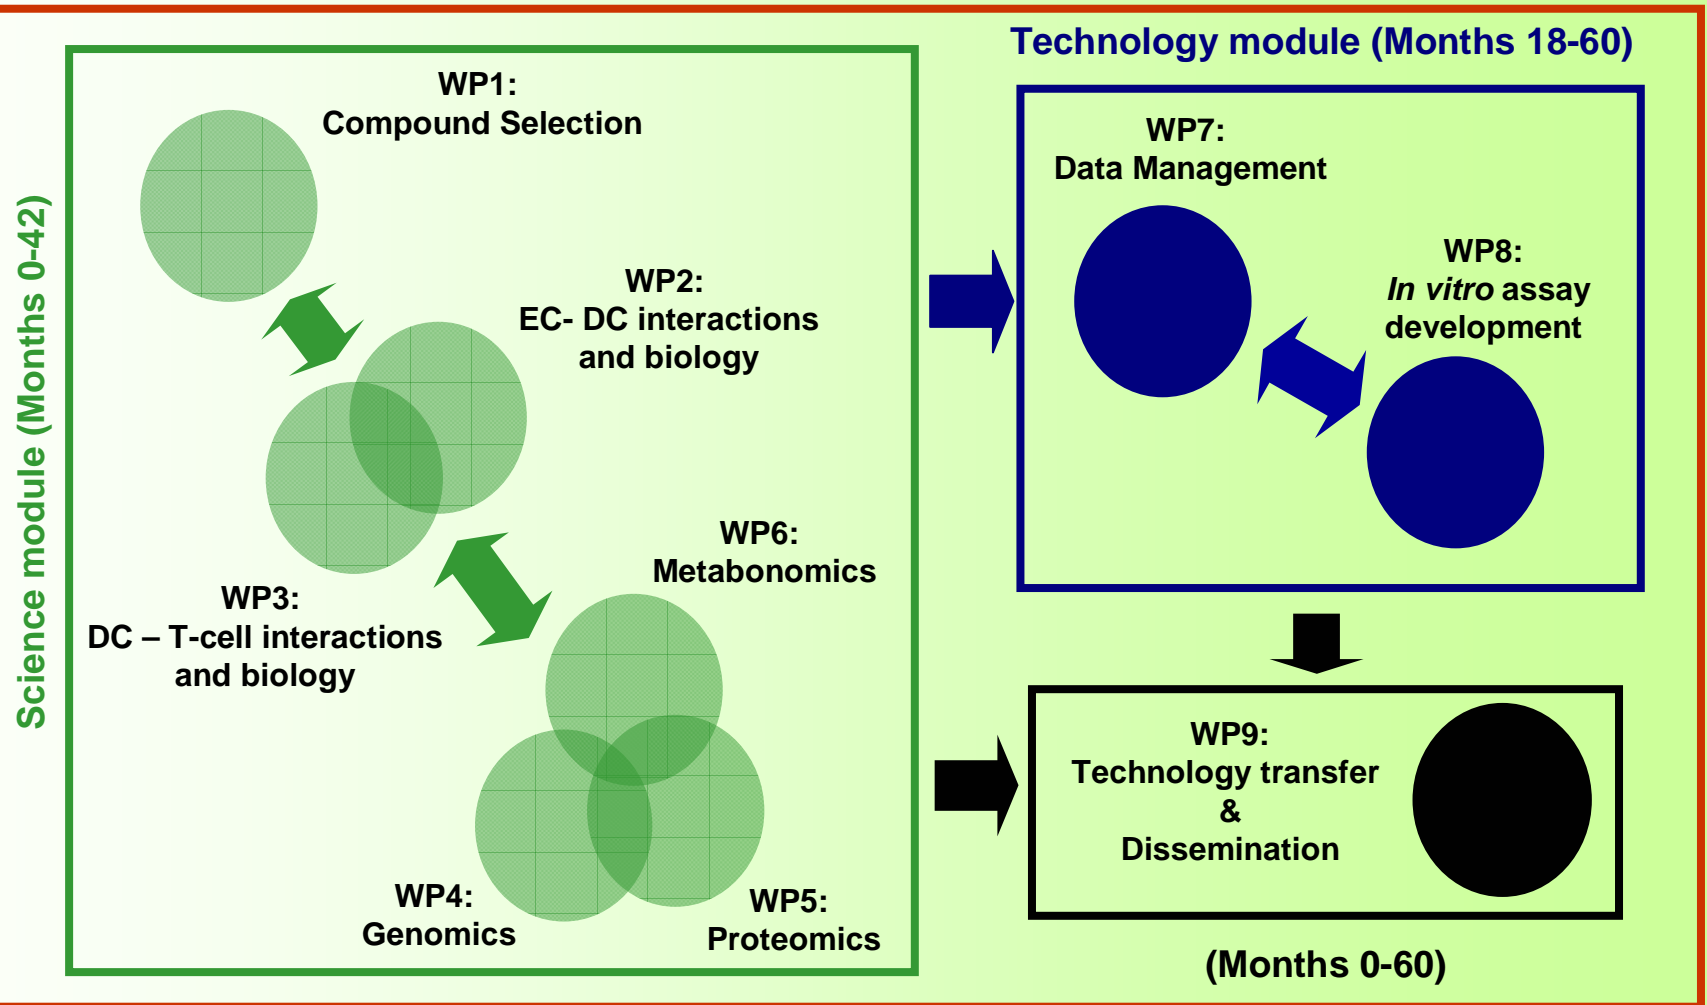 Science module (Months 0-42)
WP1:
Compound Selection
WP2:
EC- DC interactions
and biology
WP3:
DC – T-cell interactions
and biology
WP6:
Metabonomics
WP4:
Genomics
WP5:
Proteomics
Technology module (Months 18-60)
WP7:
Data Management
WP8:
In vitro assay
development
WP9:
Technology transfer
&
Dissemination
(Months 0-60)